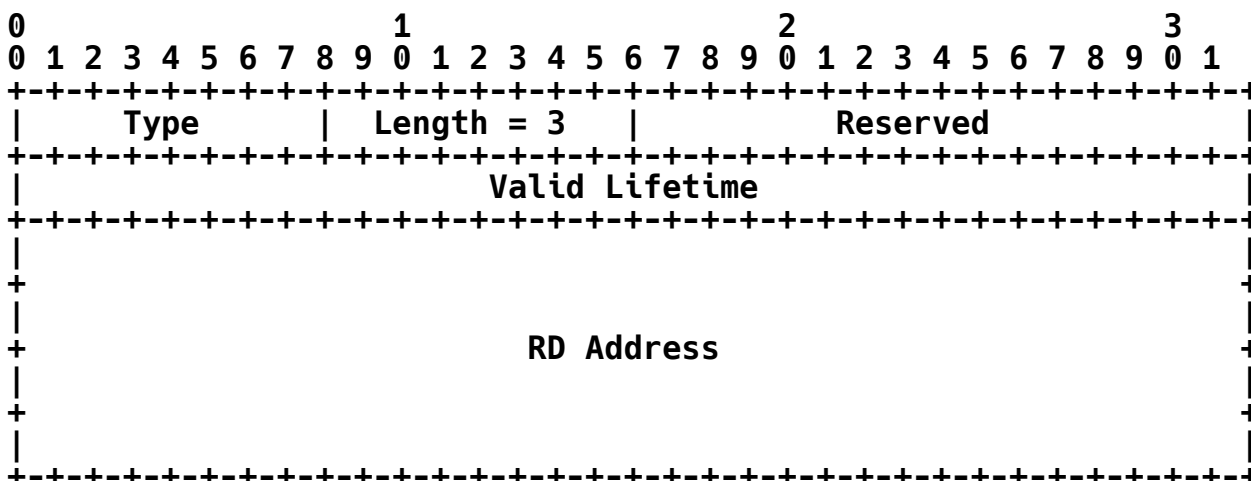 0                   1                   2                   3
0 1 2 3 4 5 6 7 8 9 0 1 2 3 4 5 6 7 8 9 0 1 2 3 4 5 6 7 8 9 0 1
+-+-+-+-+-+-+-+-+-+-+-+-+-+-+-+-+-+-+-+-+-+-+-+-+-+-+-+-+-+-+-+-+
|     Type      |  Length = 3   |          Reserved             |
+-+-+-+-+-+-+-+-+-+-+-+-+-+-+-+-+-+-+-+-+-+-+-+-+-+-+-+-+-+-+-+-+
|                        Valid Lifetime                         |
+-+-+-+-+-+-+-+-+-+-+-+-+-+-+-+-+-+-+-+-+-+-+-+-+-+-+-+-+-+-+-+-+
|                                                               |
+                                                               +
|                                                               |
+                          RD Address                           +
|                                                               |
+                                                               +
|                                                               |
+-+-+-+-+-+-+-+-+-+-+-+-+-+-+-+-+-+-+-+-+-+-+-+-+-+-+-+-+-+-+-+-+